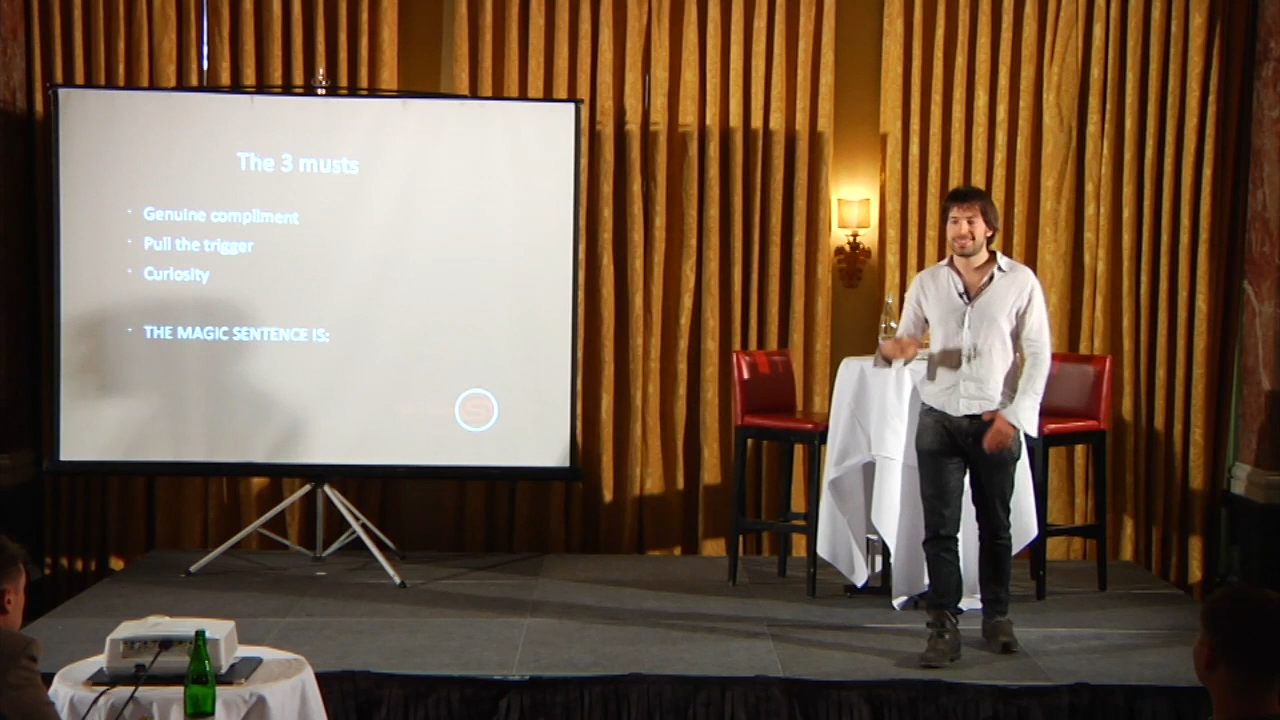 The 3 musts
Genuine compliment
Pull the trigger
Curiosity
THE MAGIC SENTENCE IS: